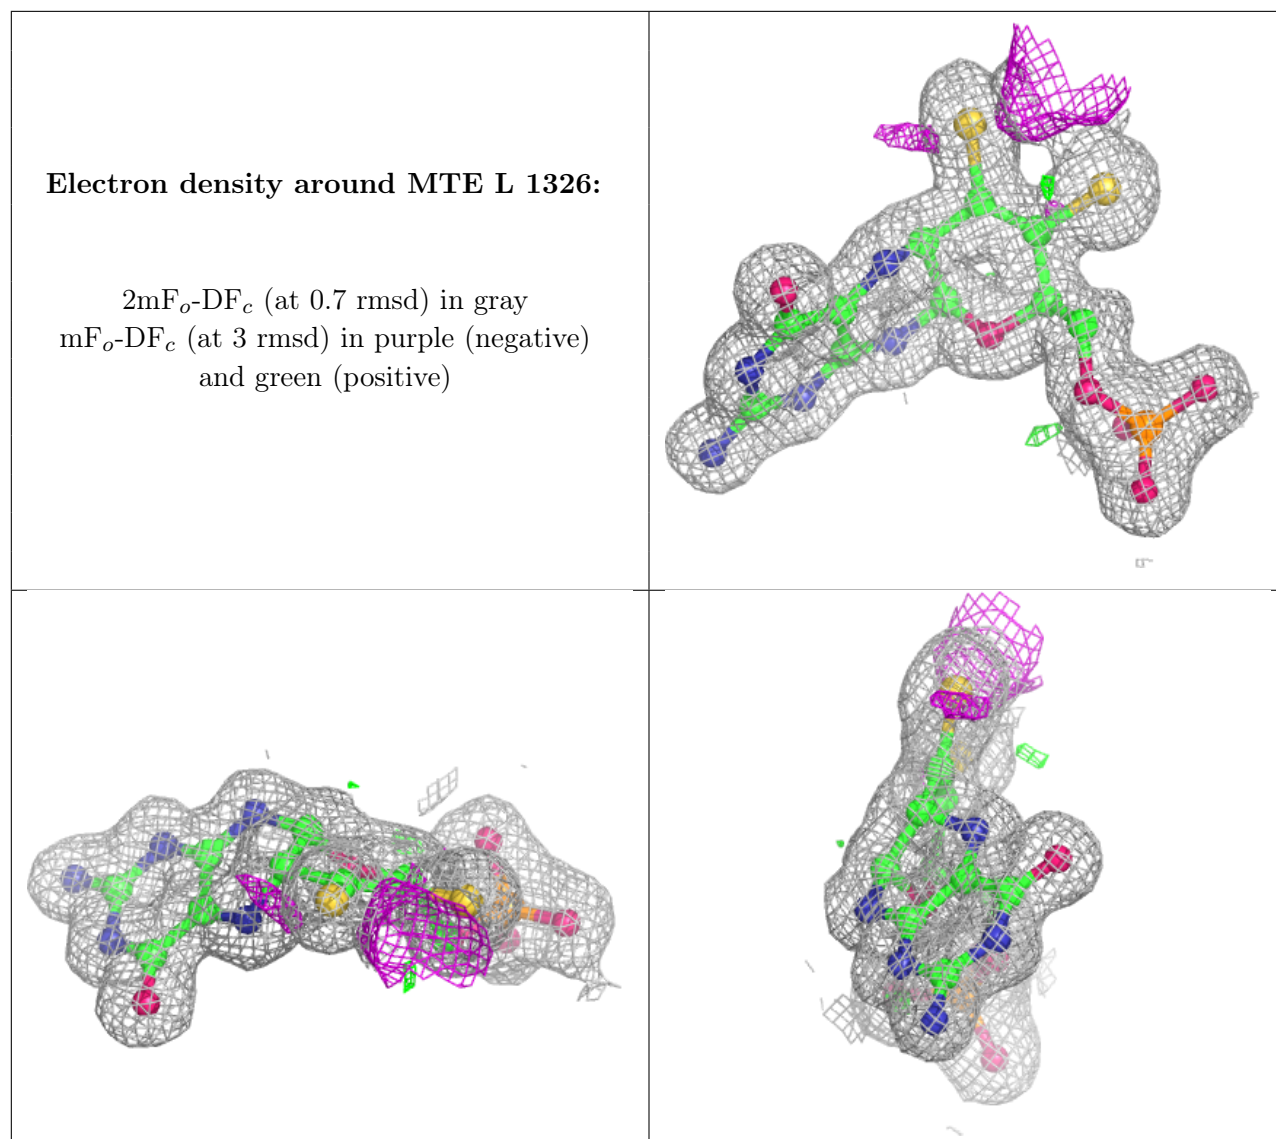 Electron density around MTE L 1326:
2mFo-DFc (at 0.7 rmsd) in gray
mFo-DFc (at 3 rmsd) in purple (negative)
and green (positive)